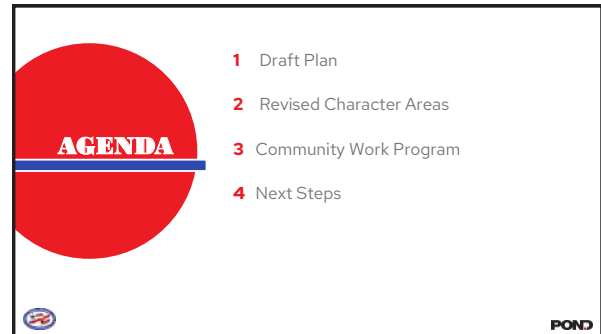 AGENDA
1 Draft Plan
2 Revised Character Areas
3 Community Work Program
4 Next Steps
POND